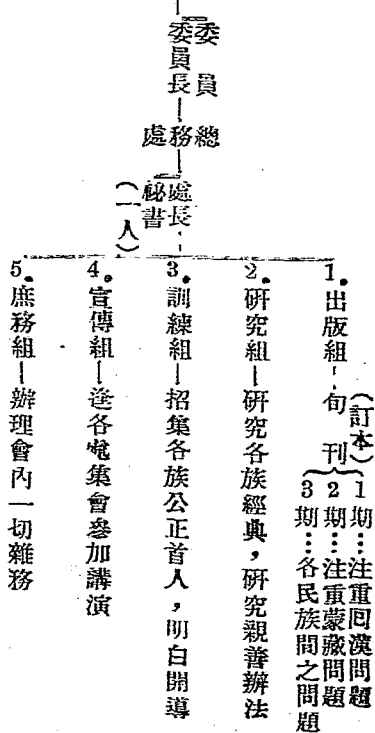 委員
委員長
總務處
處長
秘書
(一人)
1.出版組
旬刊
(訂本)
1期…注重回漢問題
2期…注重蒙藏問題
3期…各民族間之問題
2.研究組—研究各族經典,研究親善辦法
3.訓練組—招集各族公正首人,明白開導
4.宣傳組—逢各 集會參加講演
5.庶務組—辦理會內一切雜務